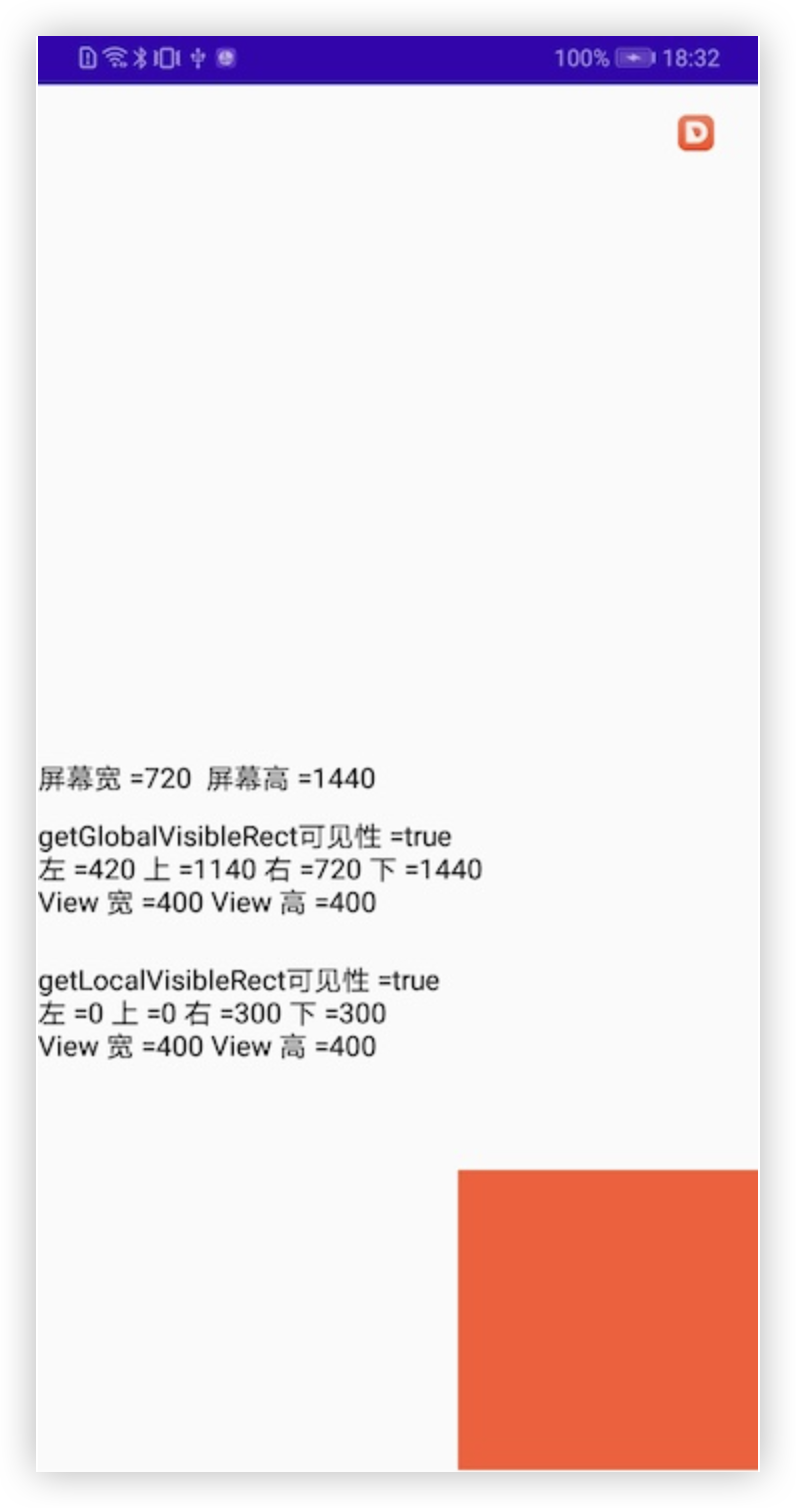 100% 18:32
D
屏幕宽 =720  屏幕高 =1440
getGlobalVisibleRect可见性 =true
左 =420 上 =1140 右 =720 下 =1440
View 宽 =400 View 高 =400
getLocalVisibleRect可见性 =true
左 =0 上 =0 右 =300 下 =300
View 宽 =400 View 高 =400